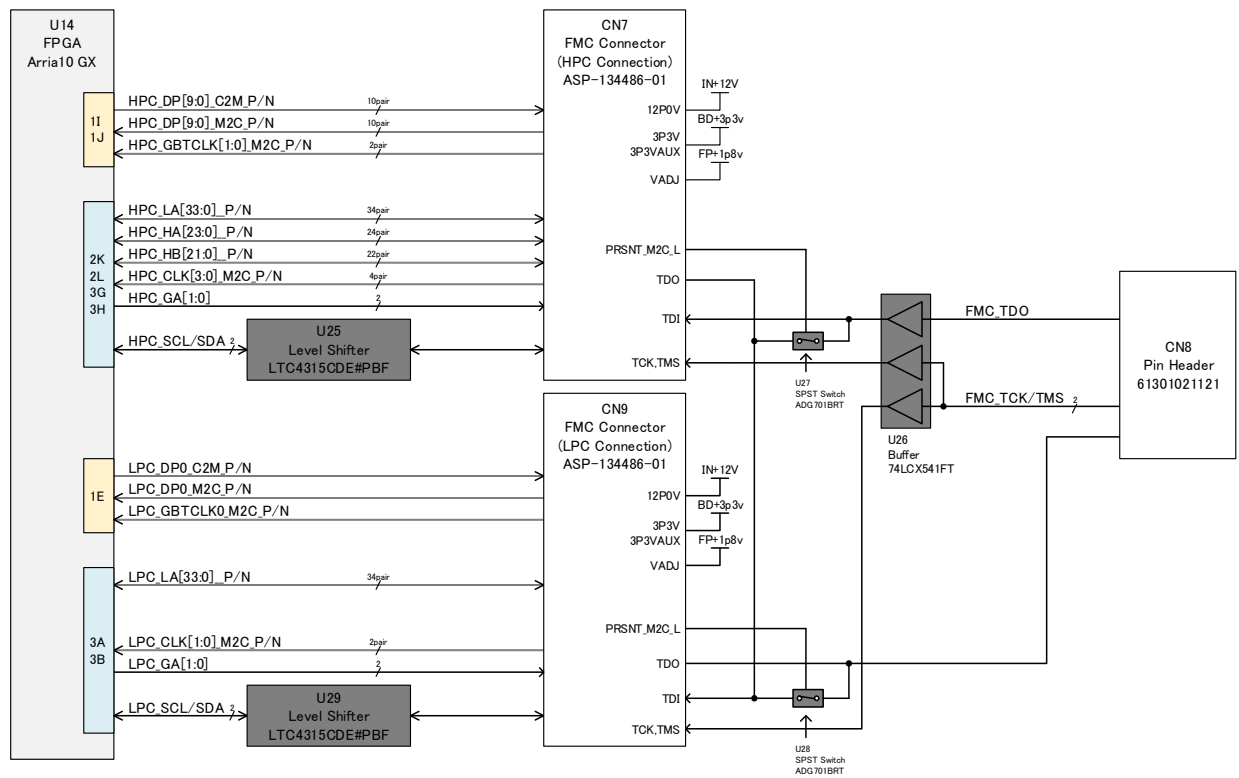 U14
FPGA
Arria10 GX
1I
1J
HPC_DP[9:0]_C2M_P/N
10pair
HPC_DP[9:0]_M2C_P/N
10pair
HPC_GBTCLK[1:0]_M2C_P/N
2pair
2K
2L
3G
3H
HPC_LA[33:0]_P/N
34pair
HPC_HA[23:0]_P/N
24pair
HPC_HB[21:0]_P/N
22pair
HPC_CLK[3:0]_M2C_P/N
4pair
HPC_GA[1:0]
2
HPC_SCL/SDA
2
U25
Level Shifter
LTC4315CDE#PBF
CN7
FMC Connector
(HPC Connection)
ASP-134486-01
12P0V
3P3V
3P3VAUX
VADJ
IN+12V
BD+3p3v
FP+1p8v
PRSNT_M2C_L
TDO
TDI
TCK,TMS
U27
SPST Switch
ADG701BRT
U26
Buffer
74LCX541FT
FMC_TDO
FMC_TCK/TMS
2
CN8
Pin Header
61301021121
1E
LPC_DP0_C2M_P/N
LPC_DP0_M2C_P/N
LPC_GBTCLK0_M2C_P/N
3A
3B
LPC_LA[33:0]_P/N
34pair
LPC_CLK[1:0]_M2C_P/N
2pair
LPC_GA[1:0]
2
LPC_SCL/SDA
2
U29
Level Shifter
LTC4315CDE#PBF
CN9
FMC Connector
(LPC Connection)
ASP-134486-01
12P0V
3P3V
3P3VAUX
VADJ
IN+12V
BD+3p3v
FP+1p8v
PRSNT_M2C_L
TDO
TDI
TCK,TMS
U28
SPST Switch
ADG701BRT